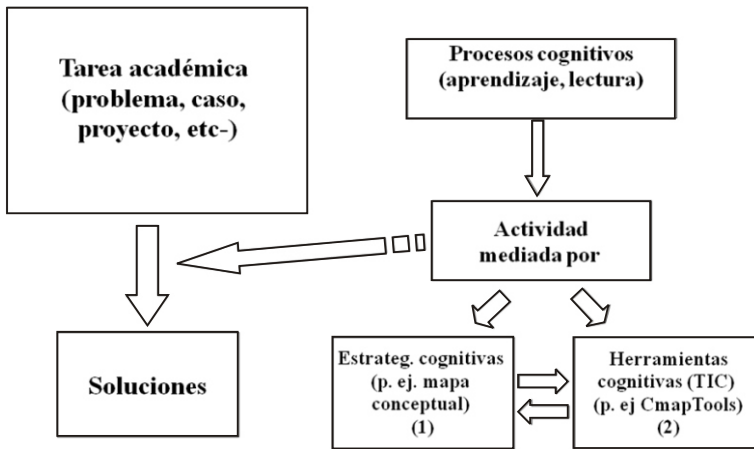 Tarea académica
(problema, caso,
proyecto, etc-)
Procesos cognitivos
(aprendizaje, lectura)
Actividad
mediada por
Soluciones
Estrateg. cognitivas
(p. ej. mapa
conceptual)
(1)
Herramientas
cognitivas (TIC)
(p. ej CmapTools)
(2)